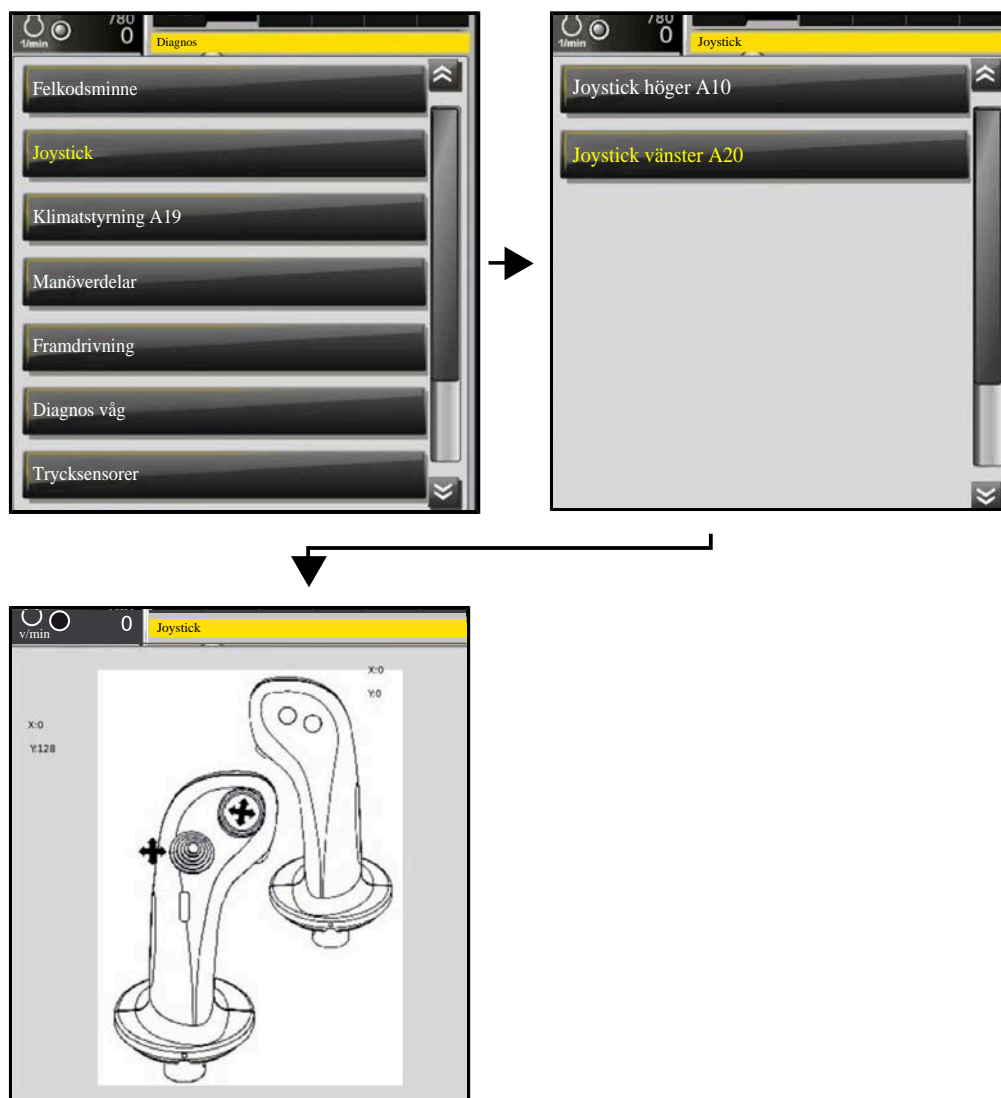 780
1/min 0 Diagnos
Felkodsminne
Joystick
Klimatstyrning A19
Manöverdelar
Framdrivning
Diagnos våg
Trycksensorer
780
1/min 0 Joystick
Joystick höger A10
Joystick vänster A20
v/min 0 Joystick
X:0
Y:0
X:0
Y:128